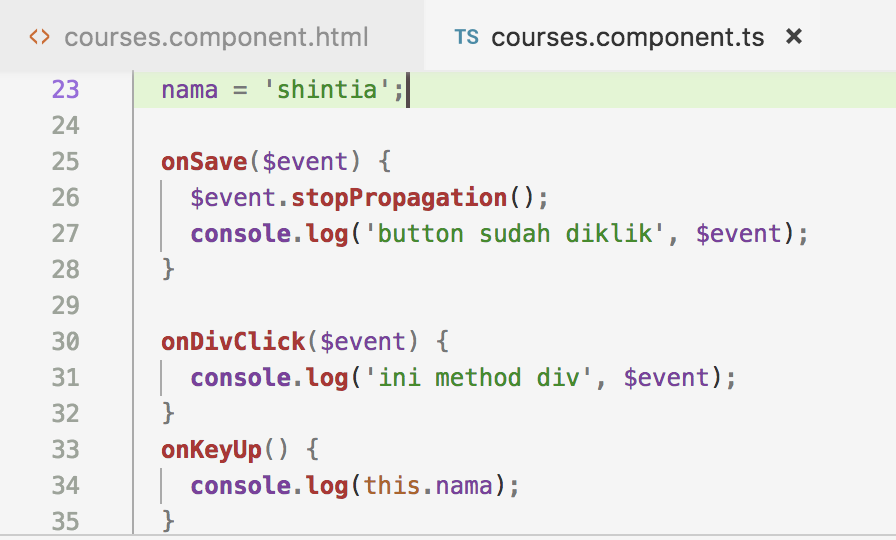 <> courses.component.html TS courses.component.ts ×
23 nama = 'shintia';
24
25 onSave($event) {
26 $event.stopPropagation();
27 console.log('button sudah diklik', $event);
28 }
29
30 onDivClick($event) {
31 console.log('ini method div', $event);
32 }
33 onKeyUp() {
34 console.log(this.nama);
35 }